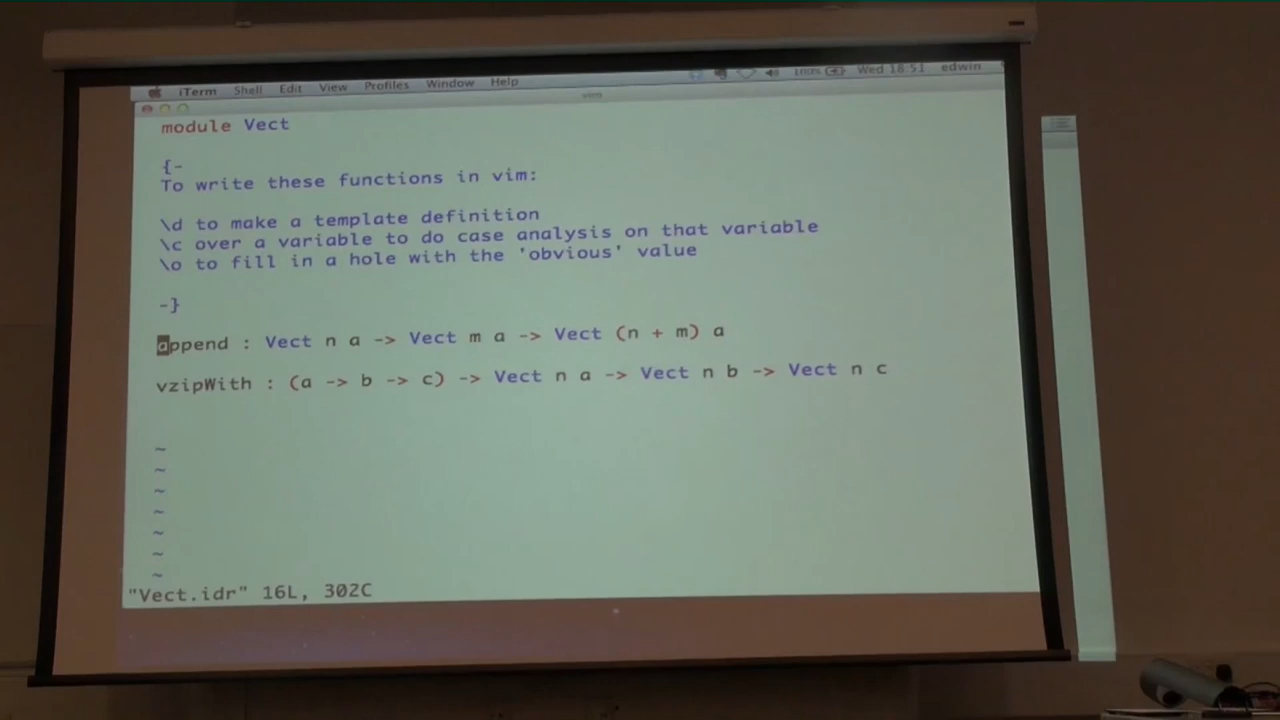 iTerm Shell Edit View Profiles Window Help 100% Wed 18:51 edwin
vim
module Vect
{-
To write these functions in vim:
\d to make a template definition
\c over a variable to do case analysis on that variable
\o to fill in a hole with the 'obvious' value
-}
append : Vect n a -> Vect m a -> Vect (n + m) a
vzipWith : (a -> b -> c) -> Vect n a -> Vect n b -> Vect n c
~
~
~
~
~
~
~
"Vect.idr" 16L, 302C